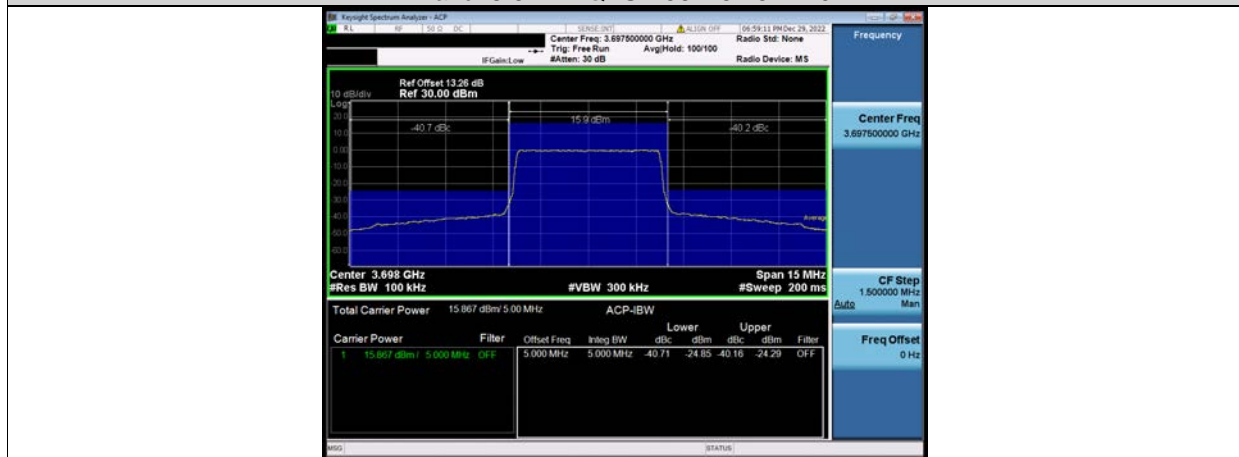 Keysight Spectrum Analyzer - ACP
RL RF 50 Ω DC SENSE:INT ALIGN OFF 06:59:11 PM Dec 29, 2022
Center Freq: 3.697500000 GHz Radio Std: None
Trig: Free Run Avg|Hold: 100/100
IFGain:Low #Atten: 30 dB Radio Device: MS
Ref Offset 13.26 dB
10 dB/div Ref 30.00 dBm
Log
20.0
15.9 dBm
-40.7 dBc -40.2 dBc
10.0
0.00
Average
Center 3.698 GHz Span 15 MHz
#Res BW 100 kHz #VBW 300 kHz #Sweep 200 ms
Total Carrier Power 15.867 dBm/ 5.00 MHz ACP-IBW
Lower Upper
Carrier Power Filter Offset Freq Integ BW dBc dBm dBc dBm Filter
1 15.867 dBm / 5.000 MHz OFF 5.000 MHz 5.000 MHz -40.71 -24.85 -40.16 -24.29 OFF
MSG STATUS
Frequency
Center Freq
3.697500000 GHz
CF Step
1.500000 MHz
Auto Man
Freq Offset
0 Hz